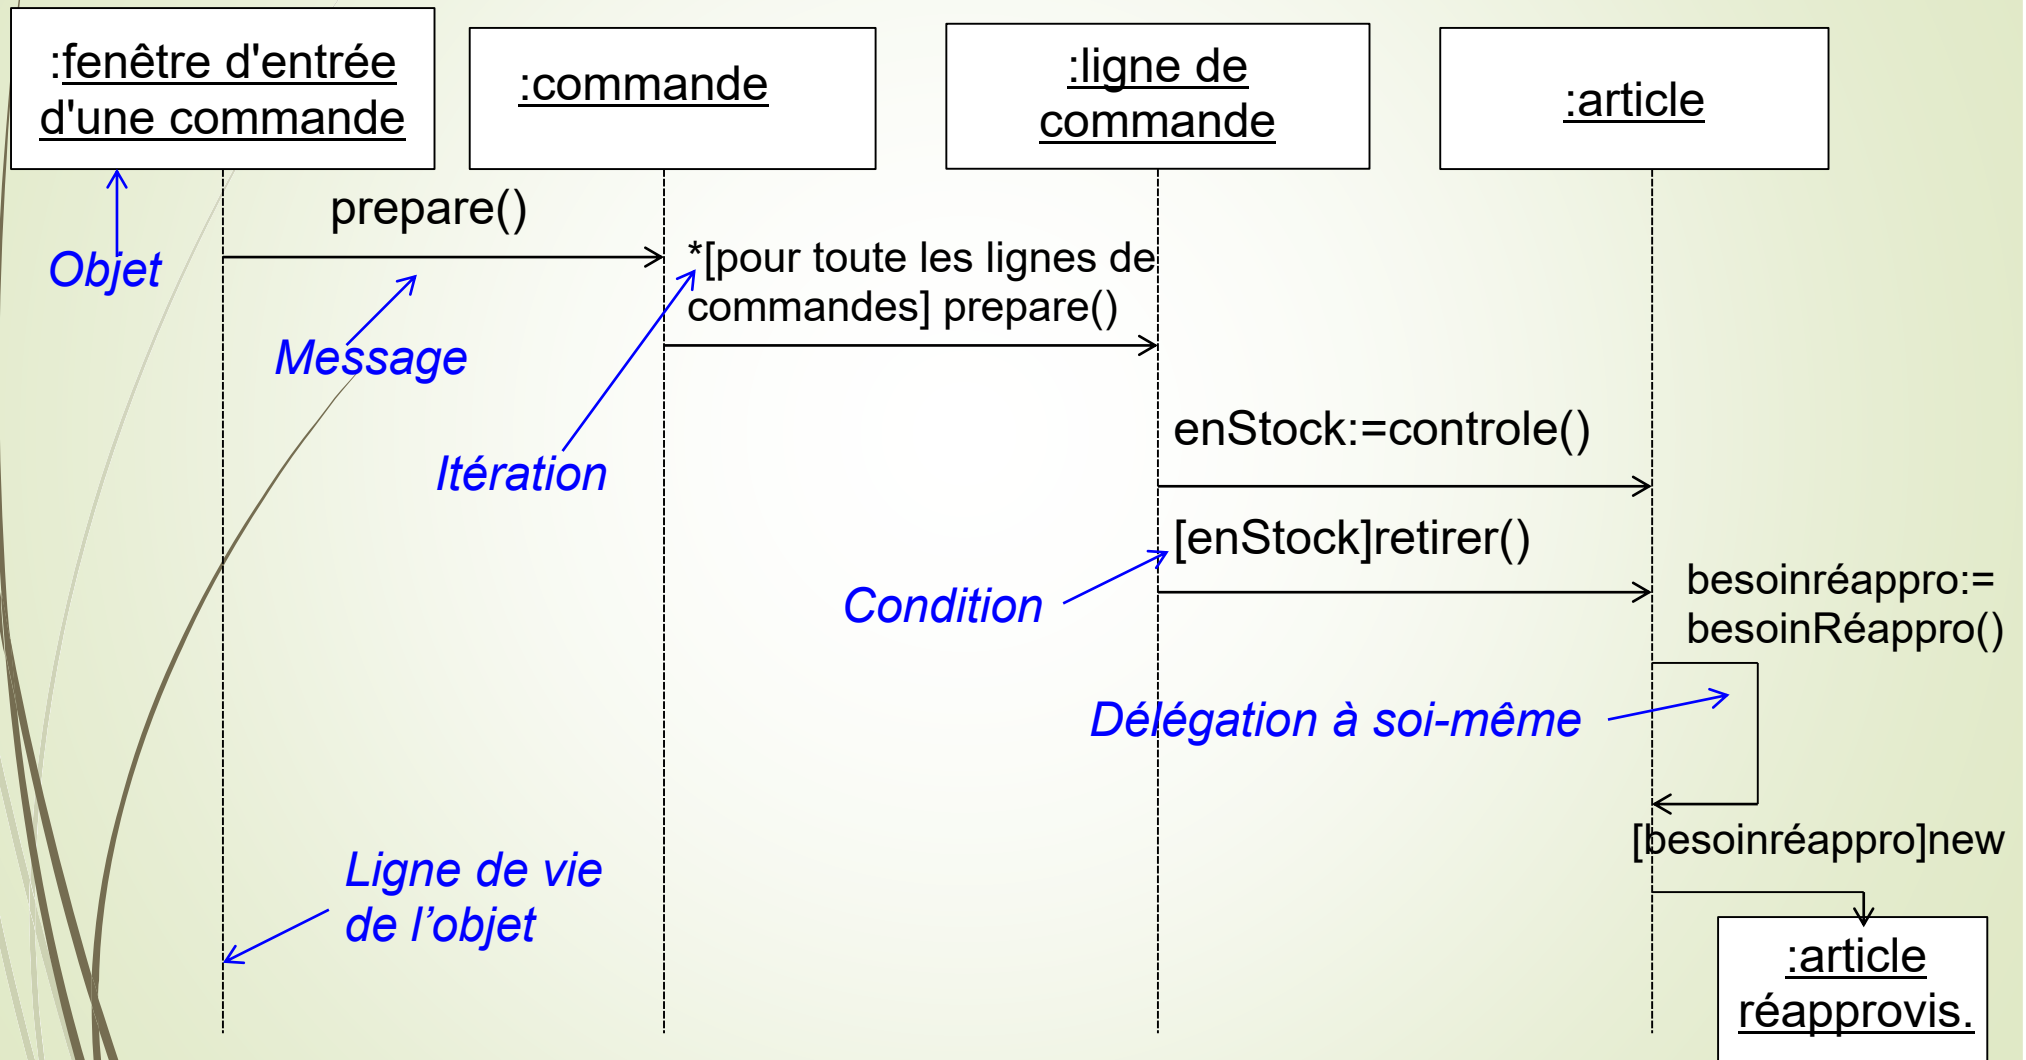 :fenêtre d'entrée
d'une commande
:commande
:ligne de
commande
:article
prepare()
Objet
*[pour toute les lignes de
commandes] prepare()
Message
Itération
enStock:=controle()
[enStock]retirer()
Condition
besoinréappro:=
besoinRéappro()
Délégation à soi-même
[besoinréappro]new
Ligne de vie
de l’objet
:article
réapprovis.